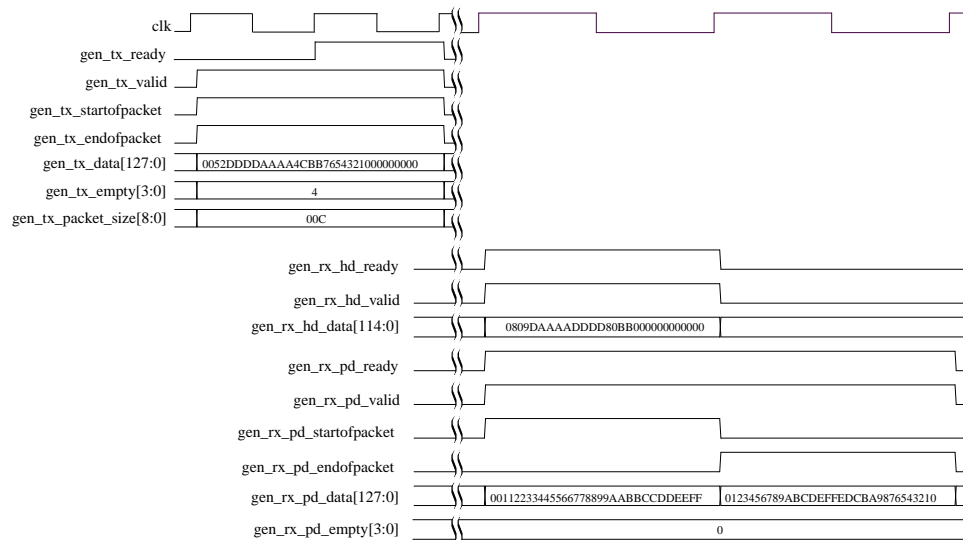 clk
gen_tx_ready
gen_tx_valid
gen_tx_startofpacket
gen_tx_endofpacket
gen_tx_data[127:0] 0052DDDDAAAA4CBB7654321000000000
gen_tx_empty[3:0] 4
gen_tx_packet_size[8:0] 00C
gen_rx_hd_ready
gen_rx_hd_valid
gen_rx_hd_data[114:0] 0809DAAAADDDD80BB000000000000
gen_rx_pd_ready
gen_rx_pd_valid
gen_rx_pd_startofpacket
gen_rx_pd_endofpacket
gen_rx_pd_data[127:0] 00112233445566778899AABBCCDDEEFF 0123456789ABCDEFFEDCBA9876543210
gen_rx_pd_empty[3:0] 0